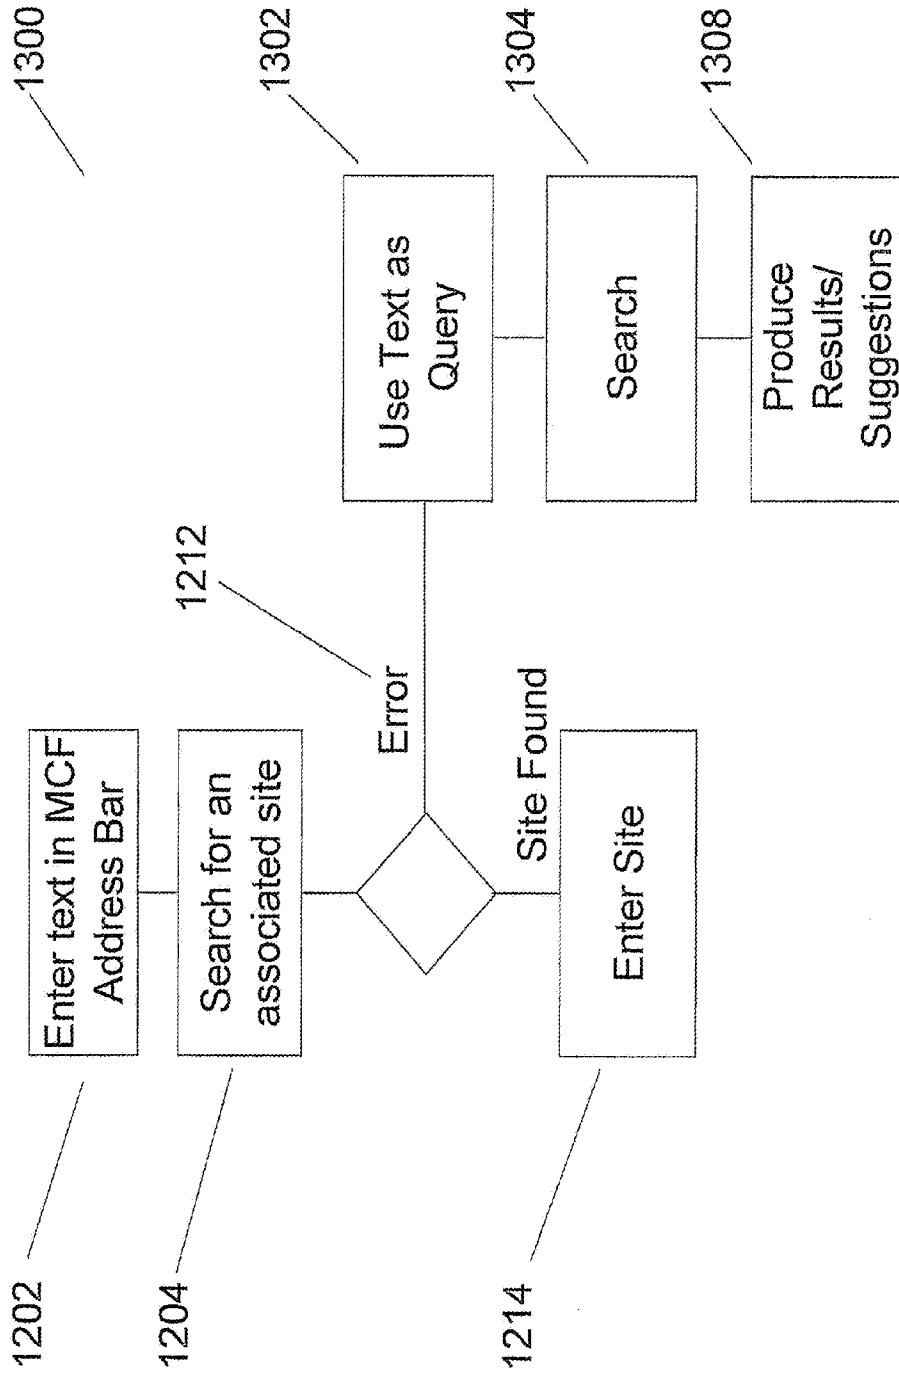 1300
1202
Enter text in MCF
Address Bar
1204
Search for an
associated site
1212
Error
1302
Use Text as
Query
1304
Search
1308
Produce
Results/
Suggestions
Site Found
1214
Enter Site